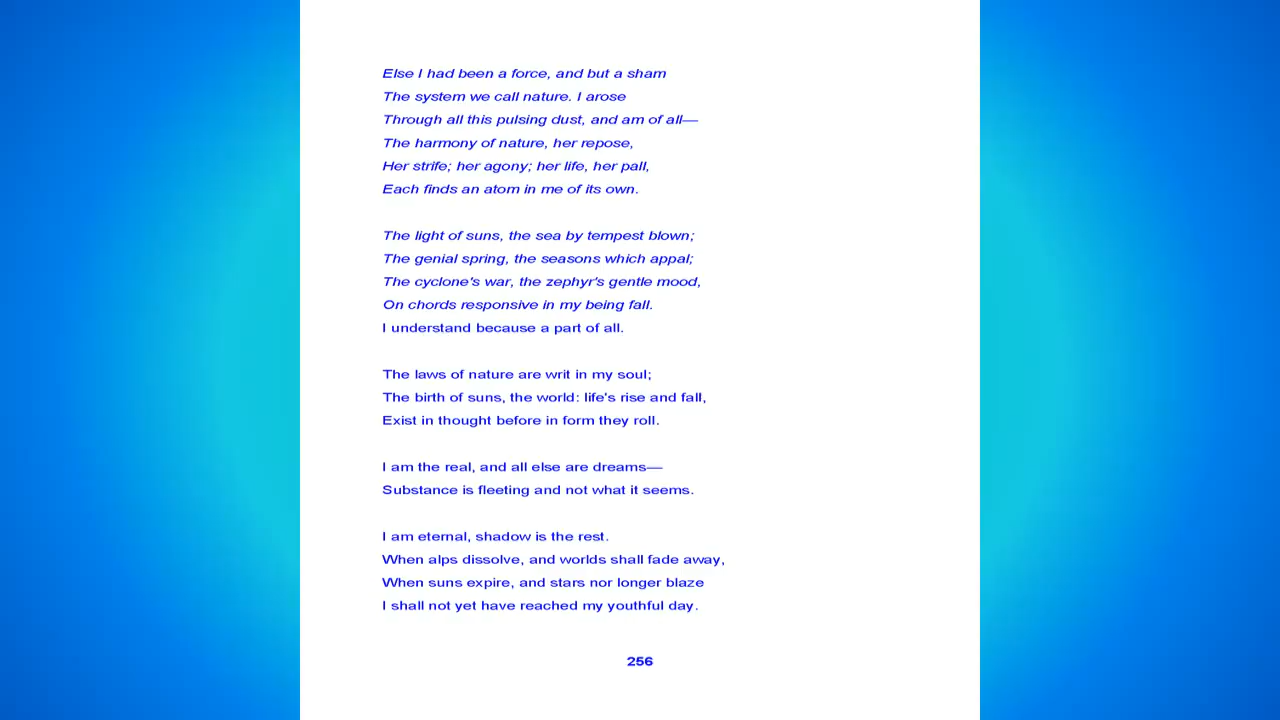 Else I had been a force, and but a sham
The system we call nature. I arose
Through all this pulsing dust, and am of all—
The harmony of nature, her repose,
Her strife; her agony; her life, her pall,
Each finds an atom in me of its own.
The light of suns, the sea by tempest blown;
The genial spring, the seasons which appal;
The cyclone's war, the zephyr's gentle mood,
On chords responsive in my being fall.
I understand because a part of all.
The laws of nature are writ in my soul;
The birth of suns, the world: life's rise and fall,
Exist in thought before in form they roll.
I am the real, and all else are dreams—
Substance is fleeting and not what it seems.
I am eternal, shadow is the rest.
When alps dissolve, and worlds shall fade away,
When suns expire, and stars nor longer blaze
I shall not yet have reached my youthful day.
256